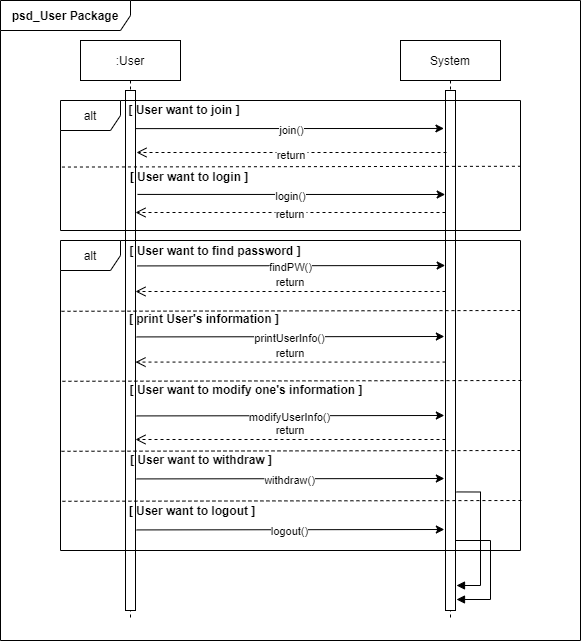 psd_User Package
:User
System
alt
[ User want to join ]
join()
return
[ User want to login ]
login()
return
alt
[ User want to find password ]
findPW()
return
[ print User's information ]
printUserInfo()
return
[ User want to modify one's information ]
modifyUserInfo()
return
[ User want to withdraw ]
withdraw()
[ User want to logout ]
logout()